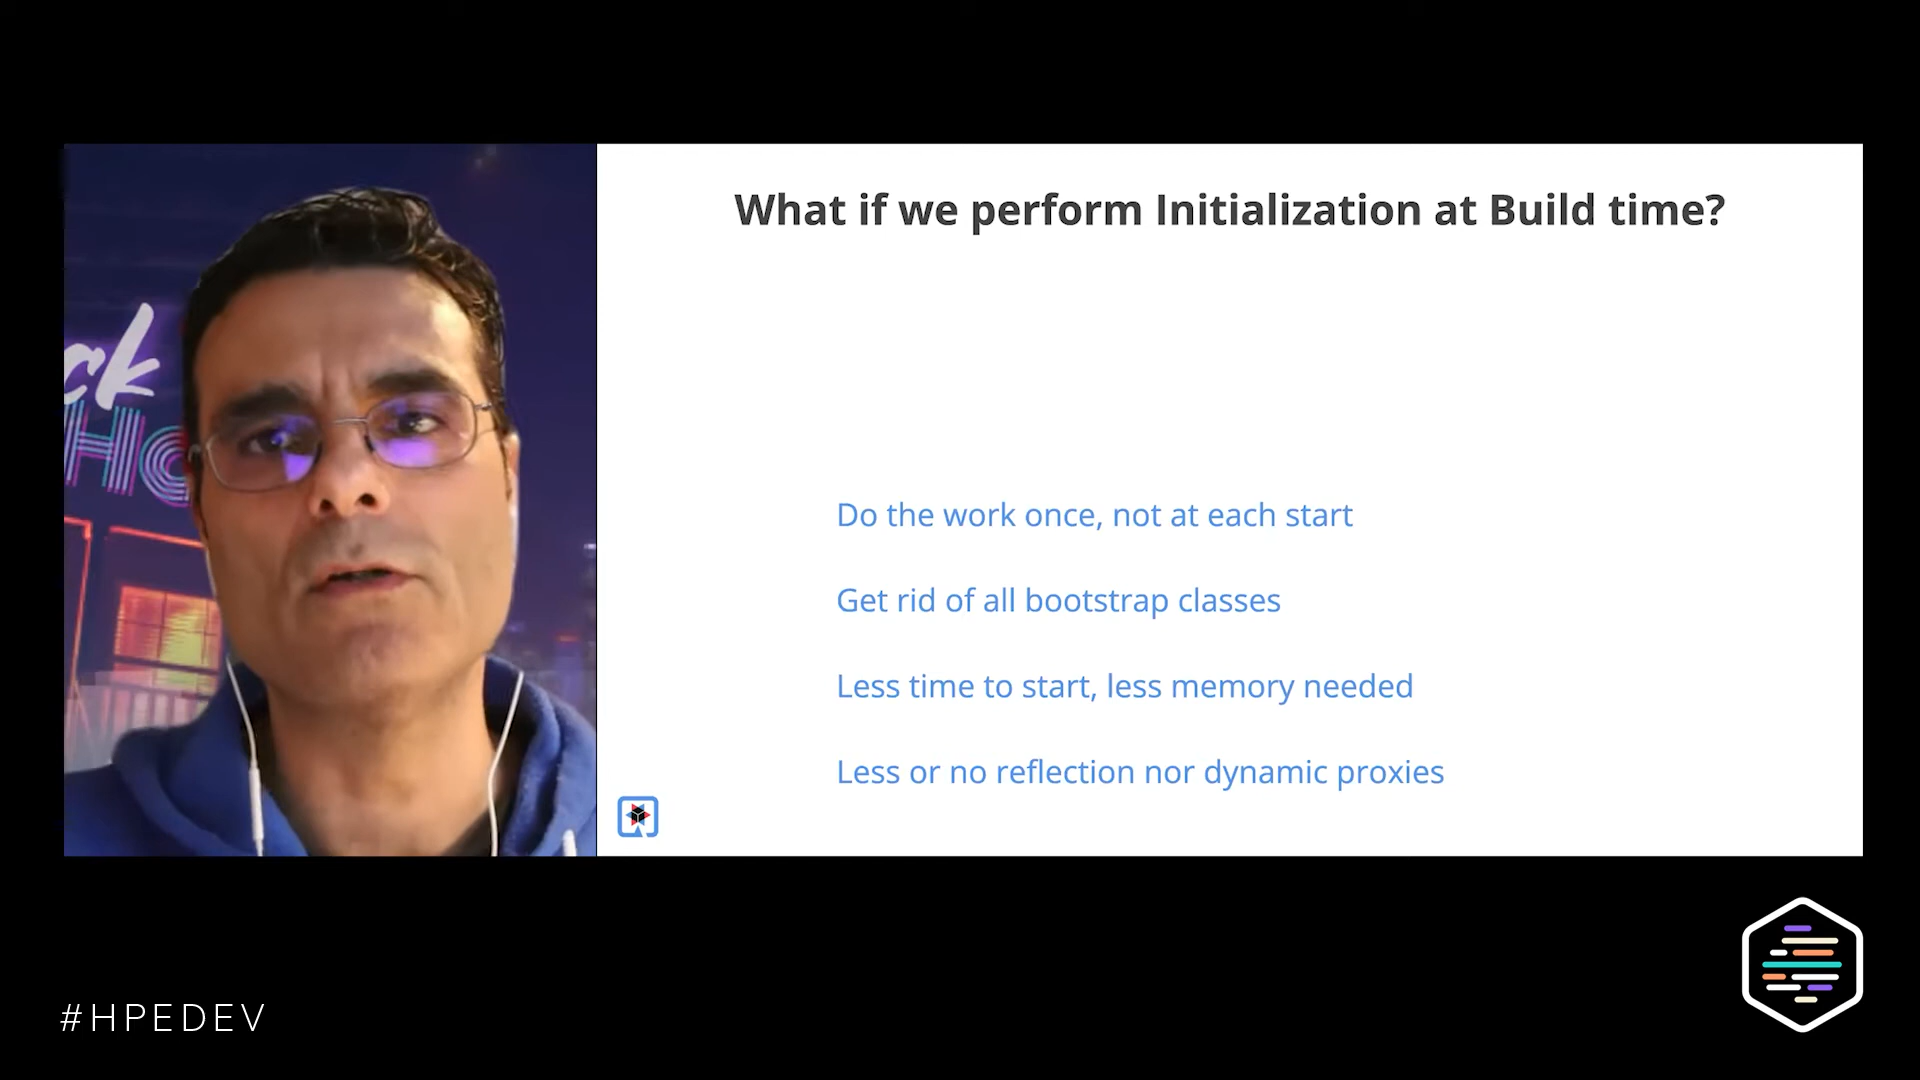 What if we perform Initialization at Build time?
ck
Do the work once, not at each start
Get rid of all bootstrap classes
Less time to start, less memory needed
Less or no reflection nor dynamic proxies
#HPEDEV